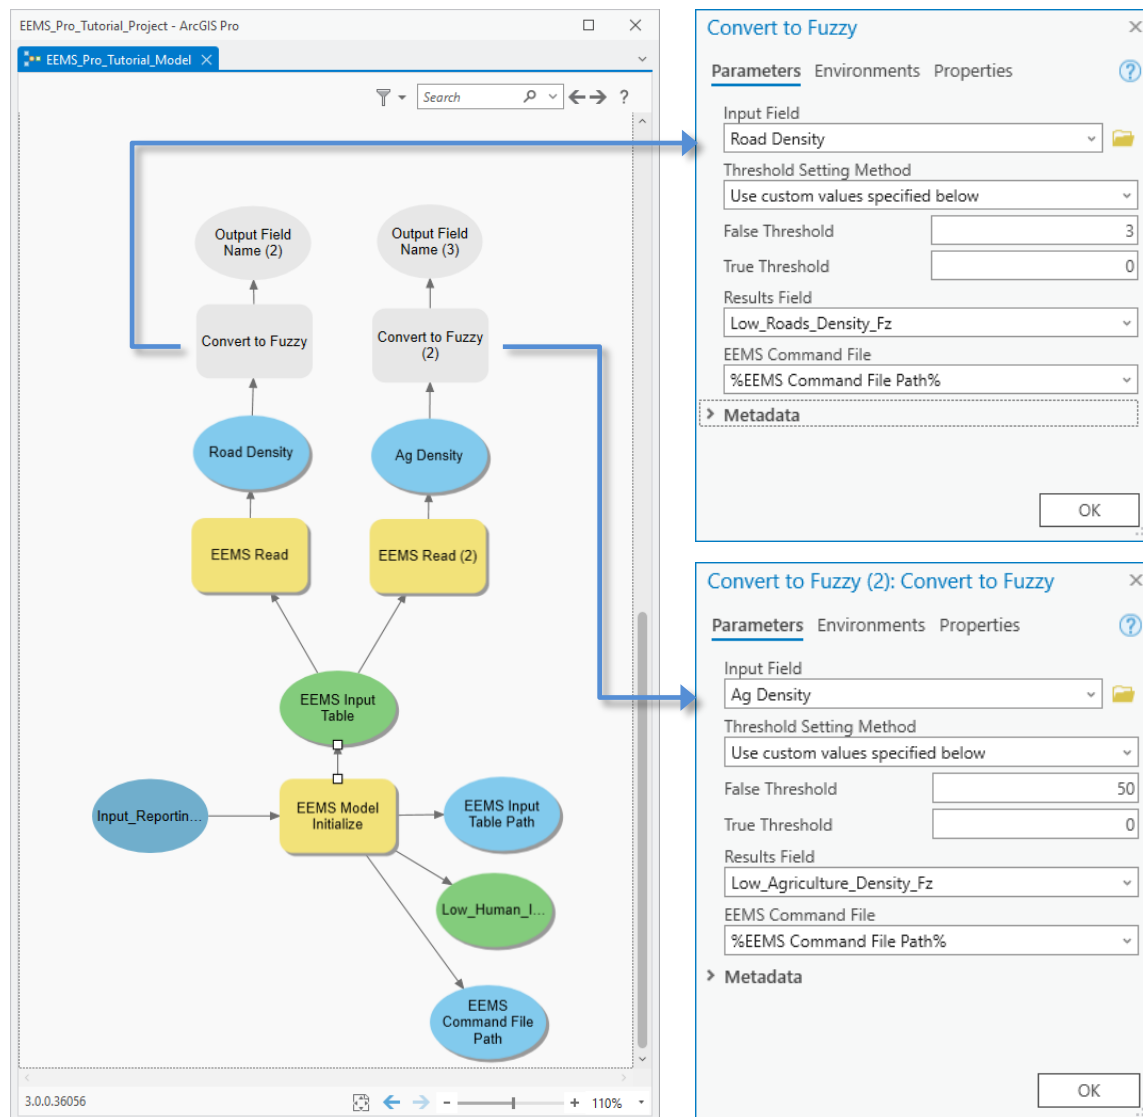 EEMS_Pro_Tutorial_Project - ArcGIS Pro
EEMS_Pro_Tutorial_Model
Search
?
Output Field
Name (2)
Output Field
Name (3)
Convert to Fuzzy
Convert to Fuzzy
(2)
Road Density
Ag Density
EEMS Read
EEMS Read (2)
EEMS Input
Table
Input_Reportin...
EEMS Model
Initialize
EEMS Input
Table Path
Low_Human_I...
EEMS
Command File
Path
3.0.0.36056
110%
Convert to Fuzzy
Parameters Environments Properties
?
Input Field
Road Density
Threshold Setting Method
Use custom values specified below
False Threshold 3
True Threshold 0
Results Field
Low_Roads_Density_Fz
EEMS Command File
%EEMS Command File Path%
Metadata
OK
Convert to Fuzzy (2): Convert to Fuzzy
Parameters Environments Properties
?
Input Field
Ag Density
Threshold Setting Method
Use custom values specified below
False Threshold 50
True Threshold 0
Results Field
Low_Agriculture_Density_Fz
EEMS Command File
%EEMS Command File Path%
Metadata
OK